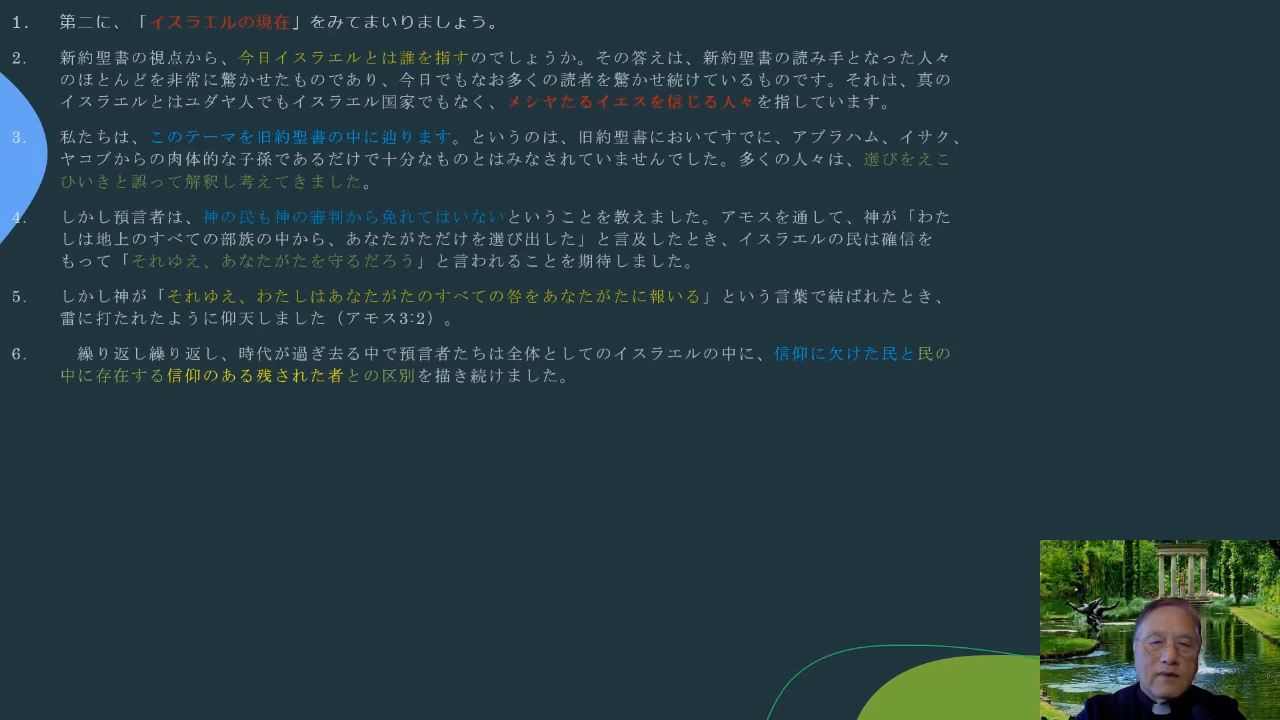 1. 第二に、「イスラエルの現在」をみてまいりましょう。
2. 新約聖書の視点から、今日イスラエルとは誰を指すのでしょうか。その答えは、新約聖書の読み手となった人々
のほとんどを非常に驚かせたものであり、今日でもなお多くの読者を驚かせ続けているものです。それは、真の
イスラエルとはユダヤ人でもイスラエル国家でもなく、メシヤたるイエスを信じる人々を指しています。
3. 私たちは、このテーマを旧約聖書の中に辿ります。というのは、旧約聖書においてすでに、アブラハム、イサク、
ヤコブからの肉体的な子孫であるだけで十分なものとはみなされていませんでした。多くの人々は、選びをえこ
ひいきと誤って解釈し考えてきました。
4. しかし預言者は、神の民も神の審判から免れてはいないということを教えました。アモスを通して、神が「わた
しは地上のすべての部族の中から、あなたがただけを選び出した」と言及したとき、イスラエルの民は確信を
もって「それゆえ、あなたがたを守るだろう」と言われることを期待しました。
5. しかし神が「それゆえ、わたしはあなたがたのすべての咎をあなたがたに報いる」という言葉で結ばれたとき、
雷に打たれたように仰天しました（アモス3:2）。
6. 繰り返し繰り返し、時代が過ぎ去る中で預言者たちは全体としてのイスラエルの中に、信仰に欠けた民と民の
中に存在する信仰のある残された者との区別を描き続けました。